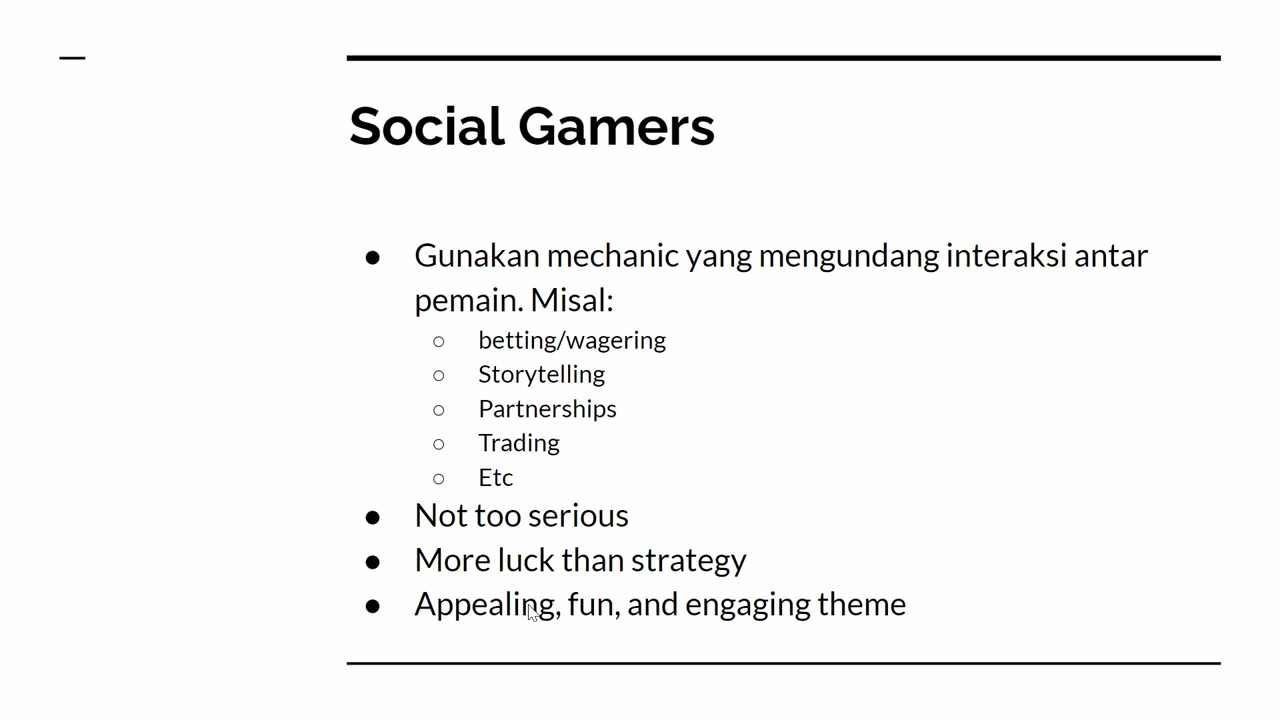 Social Gamers
● Gunakan mechanic yang mengundang interaksi antar
pemain. Misal:
○ betting/wagering
○ Storytelling
○ Partnerships
○ Trading
○ Etc
● Not too serious
● More luck than strategy
● Appealing, fun, and engaging theme